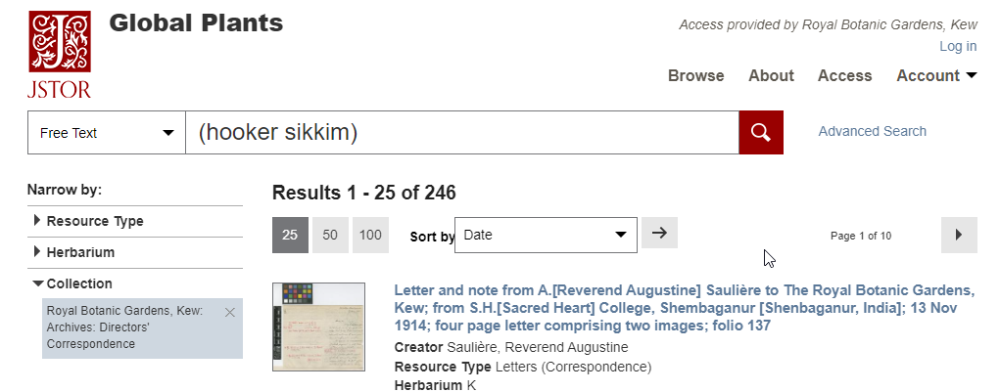 Global Plants
Access provided by Royal Botanic Gardens, Kew
Log in
JSTOR
Browse About Access Account
Free Text (hooker sikkim) Advanced Search
Narrow by:
Resource Type
Herbarium
Collection
Royal Botanic Gardens, Kew:
Archives: Directors'
Correspondence
Results 1 - 25 of 246
25 50 100 Sort by Date Page 1 of 10
Letter and note from A.[Reverend Augustine] Saulière to The Royal Botanic Gardens,
Kew; from S.H.[Sacred Heart] College, Shembaganur [Shenbaganur, India]; 13 Nov
1914; four page letter comprising two images; folio 137
Creator Saulière, Reverend Augustine
Resource Type Letters (Correspondence)
Herbarium K